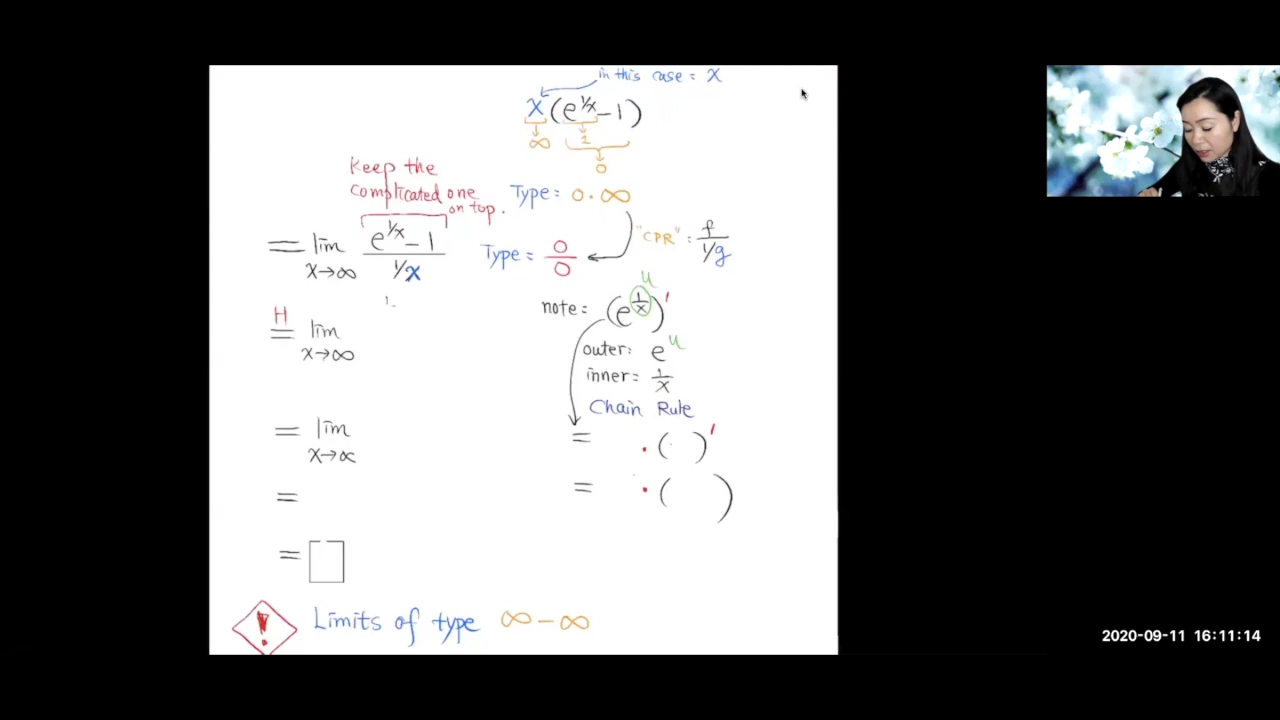 in this case = x
x(e^{1/x} - 1)
∞ 1
0
Keep the
complicated one
on top.
Type: 0 · ∞
= lim x→∞ (e^{1/x} - 1)/(1/x) Type = 0/0 "CPR" = f/(1/g)
note: (e^{1/x})' u
H
= lim x→∞
outer: e^u
inner: 1/x
Chain Rule
= lim x→∞ = · ( )'
= = · ( )
=
! Limits of type ∞ - ∞
2020-09-11 16:11:14